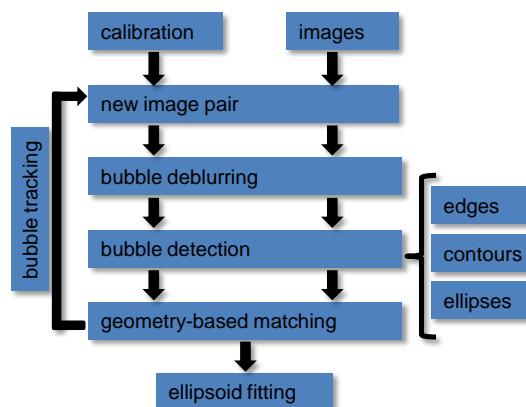 calibration
images
new image pair
bubble tracking
bubble deblurring
edges
bubble detection
contours
ellipses
geometry-based matching
ellipsoid fitting